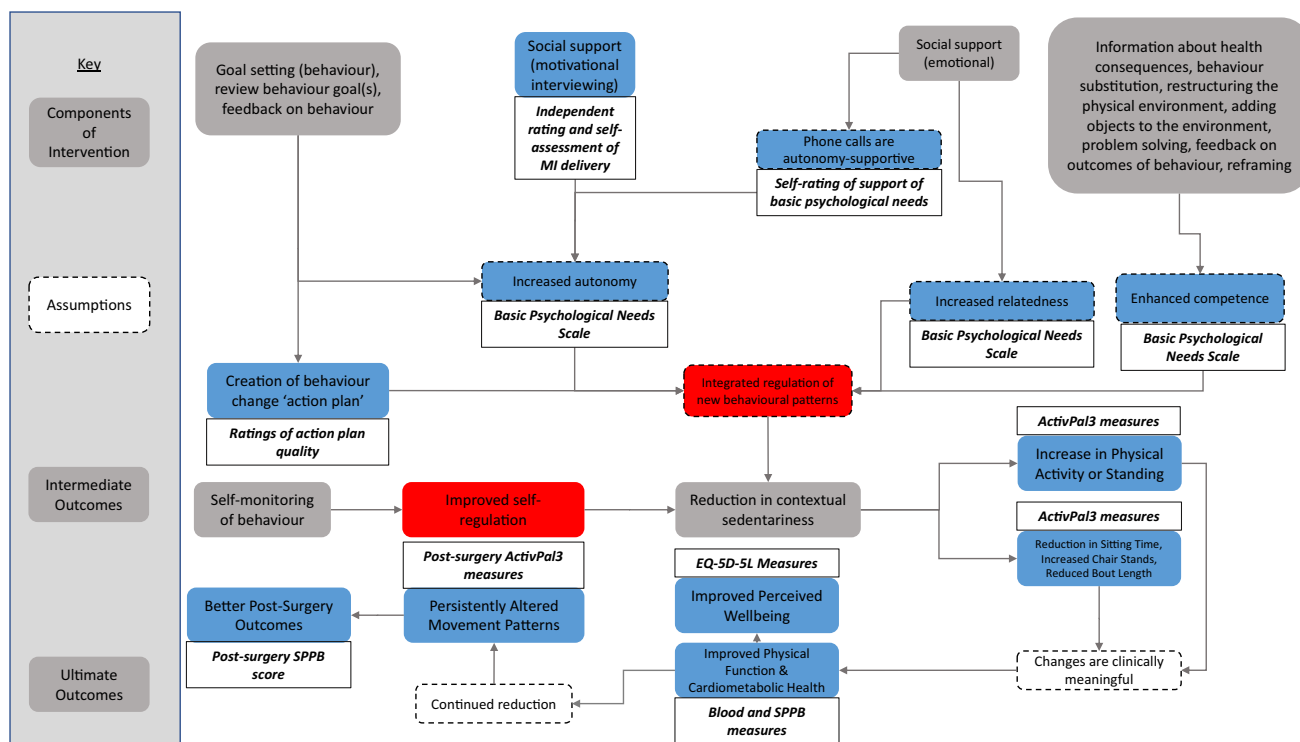 Key
Components
of
Intervention
Assumptions
Intermediate
Outcomes
Ultimate
Outcomes
Goal setting (behaviour),
review behaviour goal(s),
feedback on behaviour
Social support
(motivational
interviewing)
Independent
rating and self-
assessment of
MI delivery
Social support
(emotional)
Phone calls are
autonomy-supportive
Self-rating of support of
basic psychological needs
Information about health
consequences, behaviour
substitution, restructuring the
physical environment, adding
objects to the environment,
problem solving, feedback on
outcomes of behaviour, reframing
Increased autonomy
Basic Psychological Needs
Scale
Increased relatedness
Basic Psychological Needs
Scale
Enhanced competence
Basic Psychological
Needs Scale
Creation of behaviour
change ‘action plan’
Ratings of action plan
quality
Integrated regulation of
new behavioural patterns
Self-monitoring
of behaviour
Improved self-
regulation
Reduction in contextual
sedentariness
ActivPal3 measures
Increase in Physical
Activity or Standing
ActivPal3 measures
Reduction in Sitting Time,
Increased Chair Stands,
Reduced Bout Length
Post-surgery ActivPal3
measures
Persistently Altered
Movement Patterns
EQ-5D-5L Measures
Improved Perceived
Wellbeing
Better Post-Surgery
Outcomes
Post-surgery SPPB
score
Continued reduction
Improved Physical
Function &
Cardiometabolic Health
Blood and SPPB
measures
Changes are clinically
meaningful